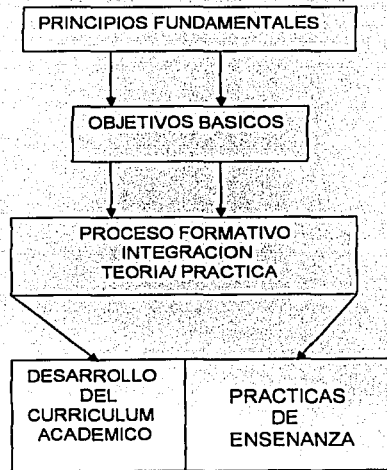 PRINCIPIOS FUNDAMENTALES
OBJETIVOS BASICOS
PROCESO FORMATIVO
INTEGRACION
TEORIA/ PRACTICA
DESARROLLO
DEL
CURRICULUM
ACADEMICO
PRACTICAS
DE
ENSENANZA